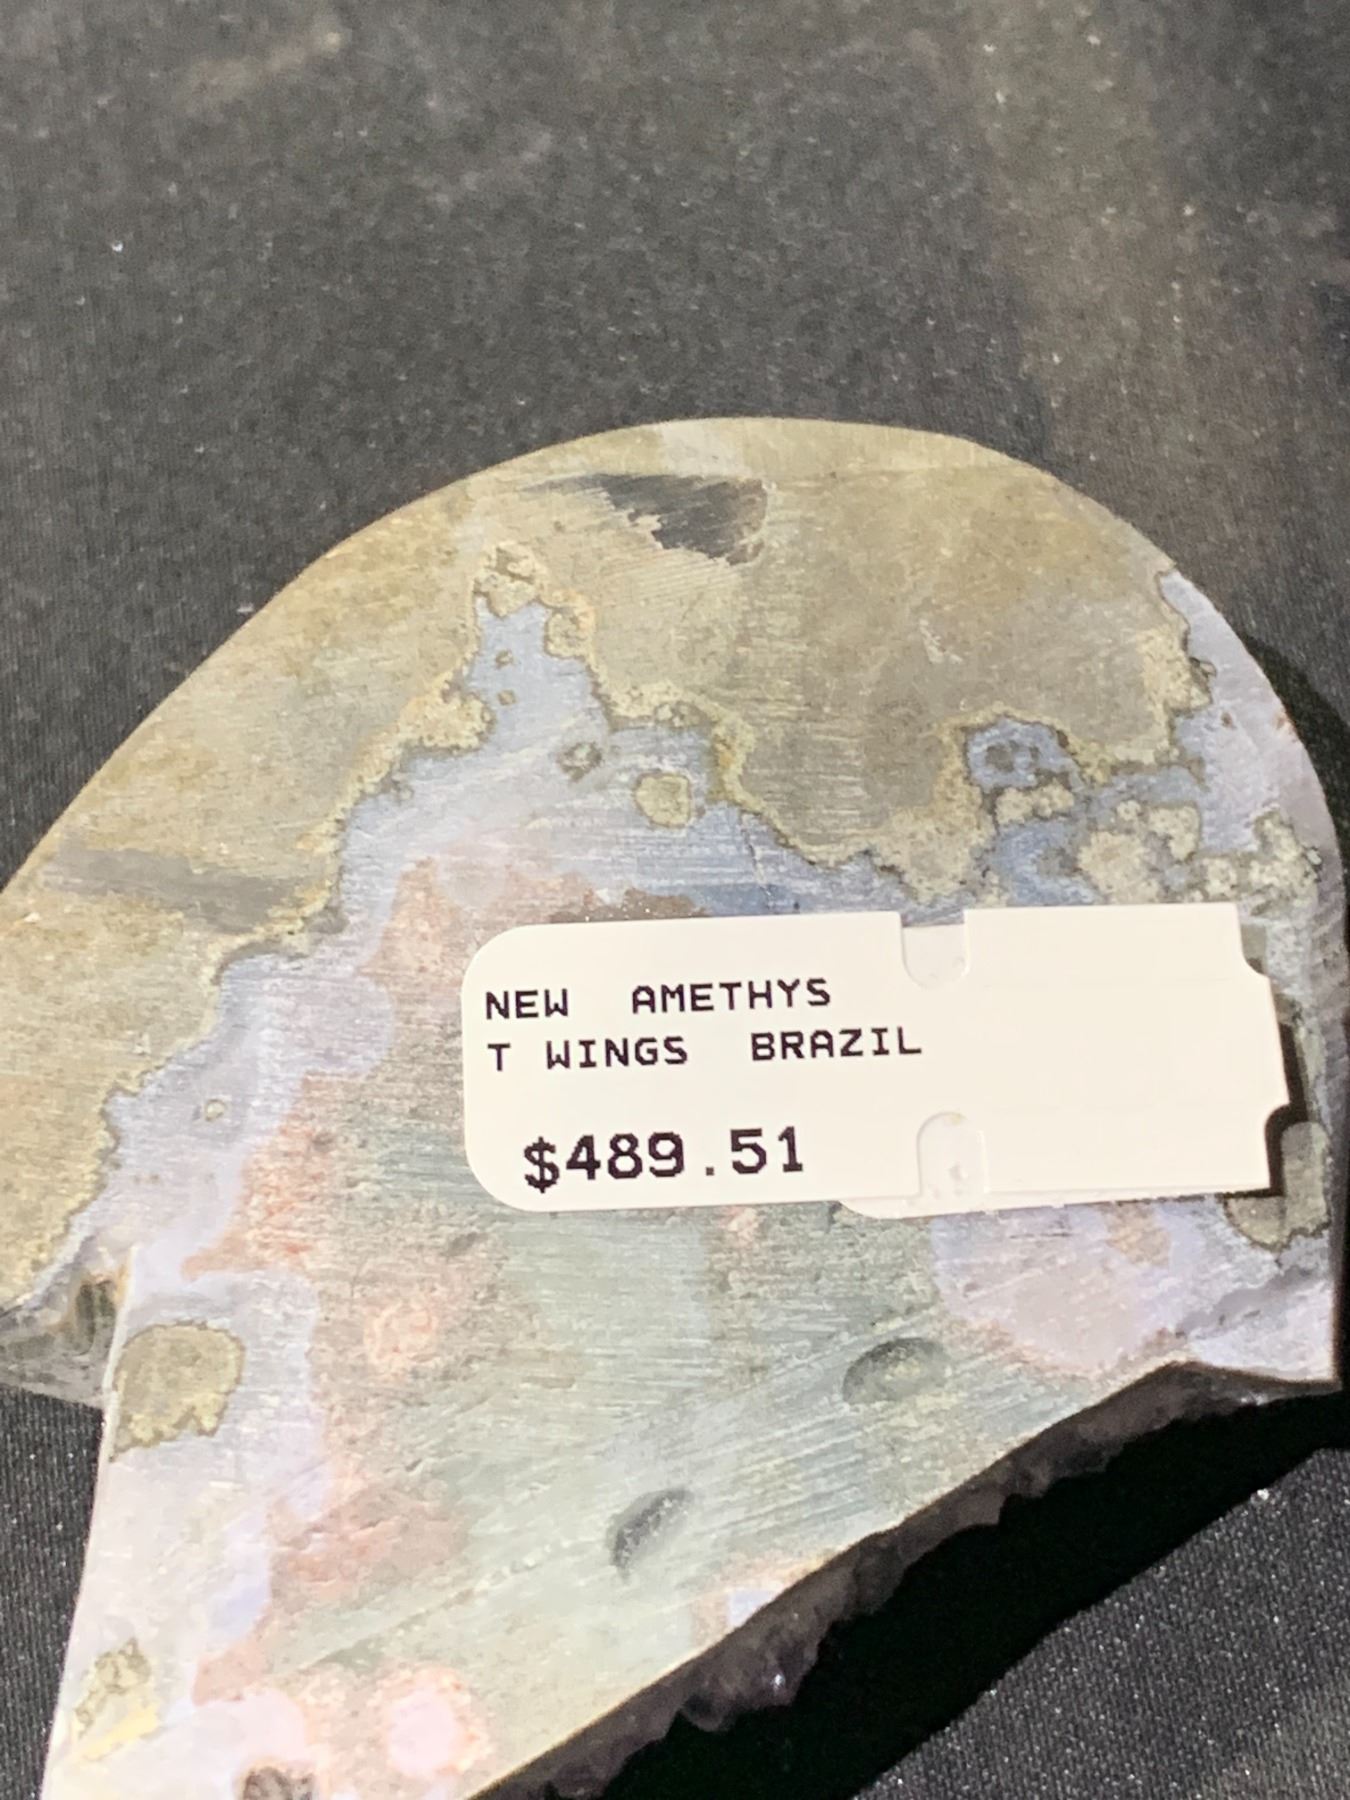 NEW AMETHYS
T WINGS BRAZIL
$489.51